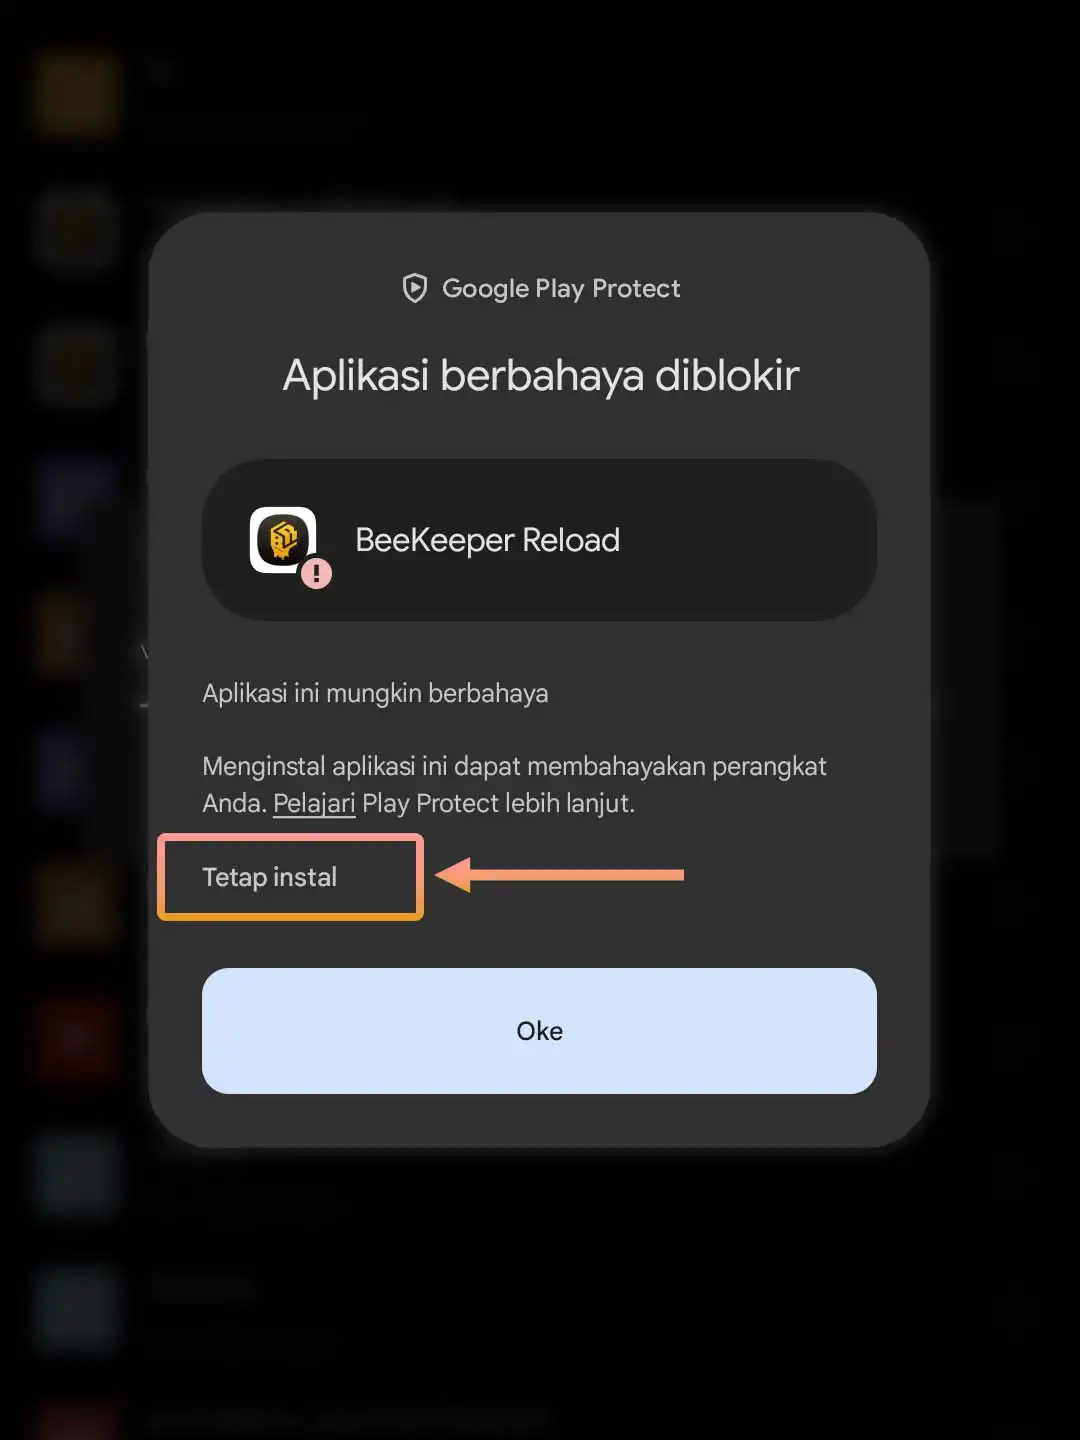 Google Play Protect
Aplikasi berbahaya diblokir
BeeKeeper Reload
Aplikasi ini mungkin berbahaya
Menginstal aplikasi ini dapat membahayakan perangkat
Anda. Pelajari Play Protect lebih lanjut.
Tetap instal
Oke